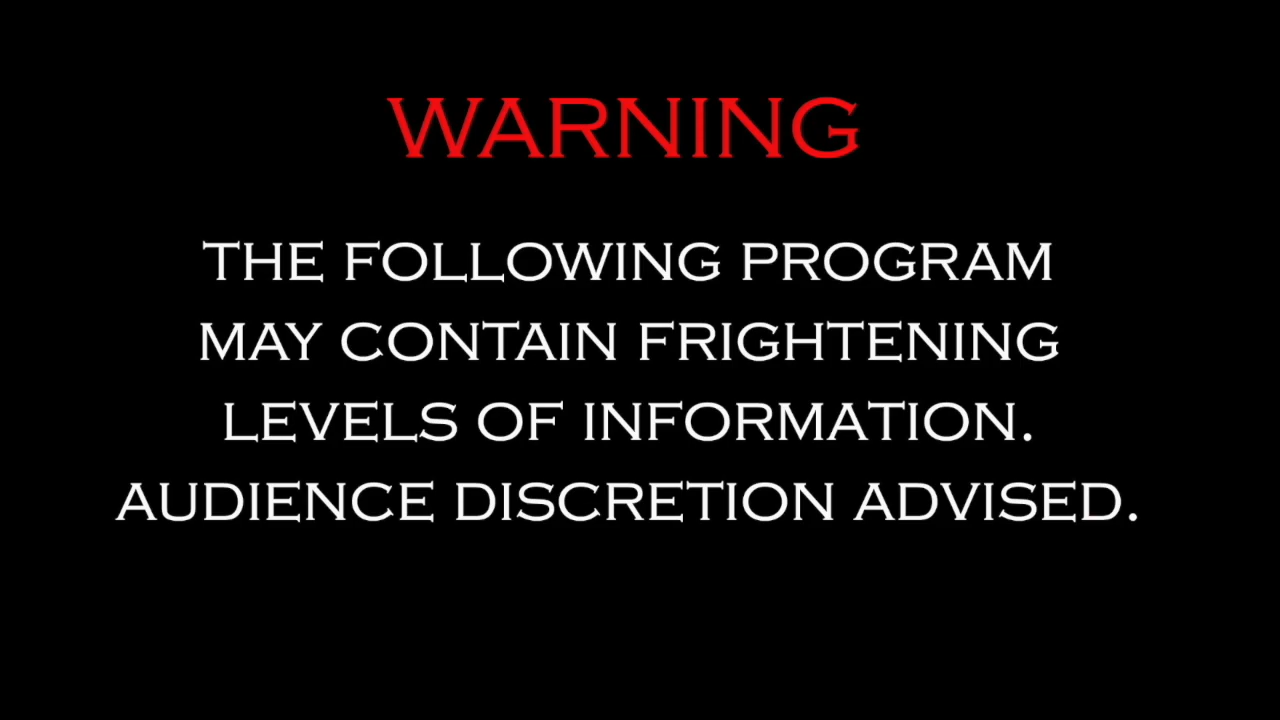 WARNING
THE FOLLOWING PROGRAM
MAY CONTAIN FRIGHTENING
LEVELS OF INFORMATION.
AUDIENCE DISCRETION ADVISED.